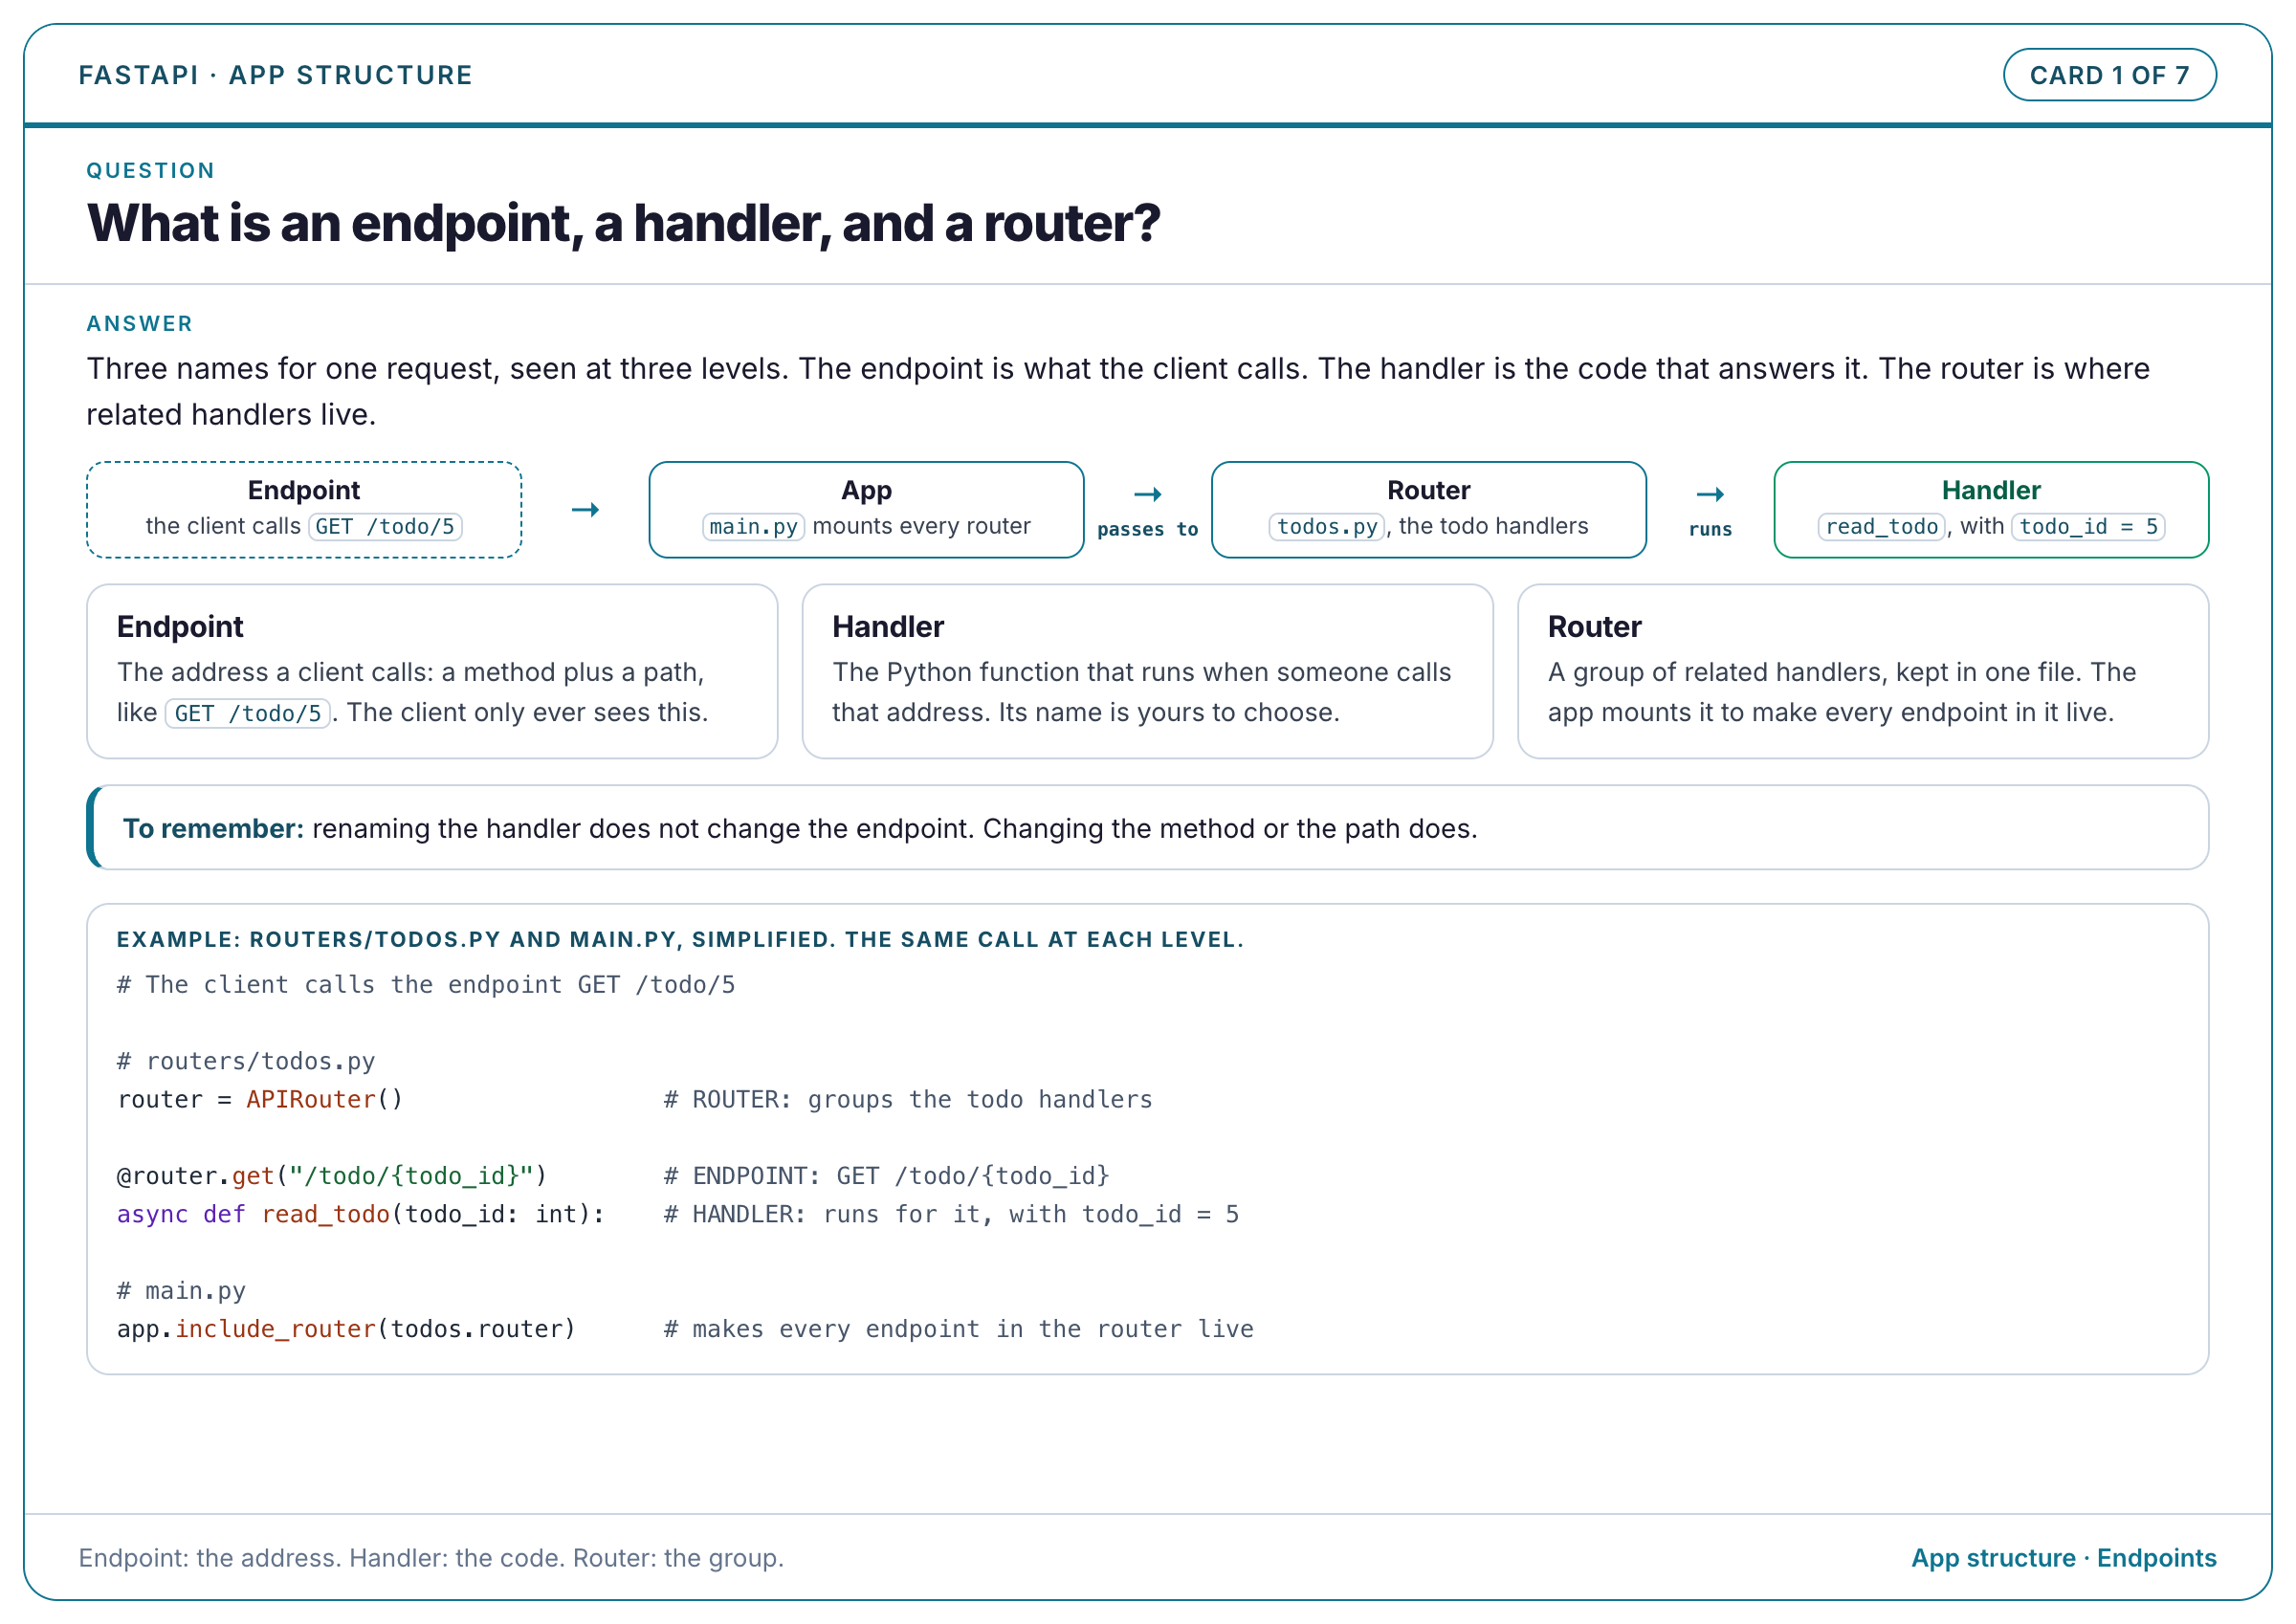 FASTAPI · APP STRUCTURE
CARD 1 OF 7
QUESTION
What is an endpoint, a handler, and a router?
ANSWER
Three names for one request, seen at three levels. The endpoint is what the client calls. The handler is the code that answers it. The router is where
related handlers live.
Endpoint
the client calls GET /todo/5
→
App
main.py mounts every router
→
passes to
Router
todos.py, the todo handlers
→
runs
Handler
read_todo, with todo_id = 5
Endpoint
The address a client calls: a method plus a path,
like GET /todo/5. The client only ever sees this.
Handler
The Python function that runs when someone calls
that address. Its name is yours to choose.
Router
A group of related handlers, kept in one file. The
app mounts it to make every endpoint in it live.
To remember: renaming the handler does not change the endpoint. Changing the method or the path does.
EXAMPLE: ROUTERS/TODOS.PY AND MAIN.PY, SIMPLIFIED. THE SAME CALL AT EACH LEVEL.
# The client calls the endpoint GET /todo/5
# routers/todos.py
router = APIRouter()                  # ROUTER: groups the todo handlers
@router.get("/todo/{todo_id}")        # ENDPOINT: GET /todo/{todo_id}
async def read_todo(todo_id: int):    # HANDLER: runs for it, with todo_id = 5
# main.py
app.include_router(todos.router)      # makes every endpoint in the router live
Endpoint: the address. Handler: the code. Router: the group.
App structure · Endpoints